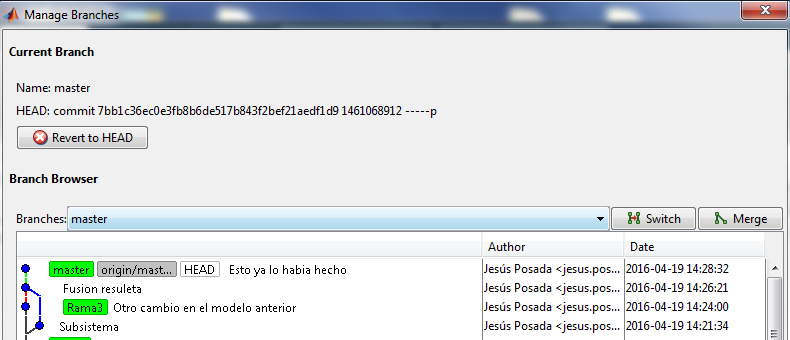 Manage Branches
Current Branch
Name: master
HEAD: commit 7bb1c36ec0e3fb8b6de517b843f2bef21aedf1d9 1461068912 -----p
Revert to HEAD
Branch Browser
Branches: master Switch Merge
Author Date
master origin/mast... HEAD Esto ya lo habia hecho Jesús Posada <jesus.pos... 2016-04-19 14:28:32
Fusion resuleta Jesús Posada <jesus.pos... 2016-04-19 14:26:21
Rama3 Otro cambio en el modelo anterior Jesús Posada <jesus.pos... 2016-04-19 14:24:00
Subsistema Jesús Posada <jesus.pos... 2016-04-19 14:21:34